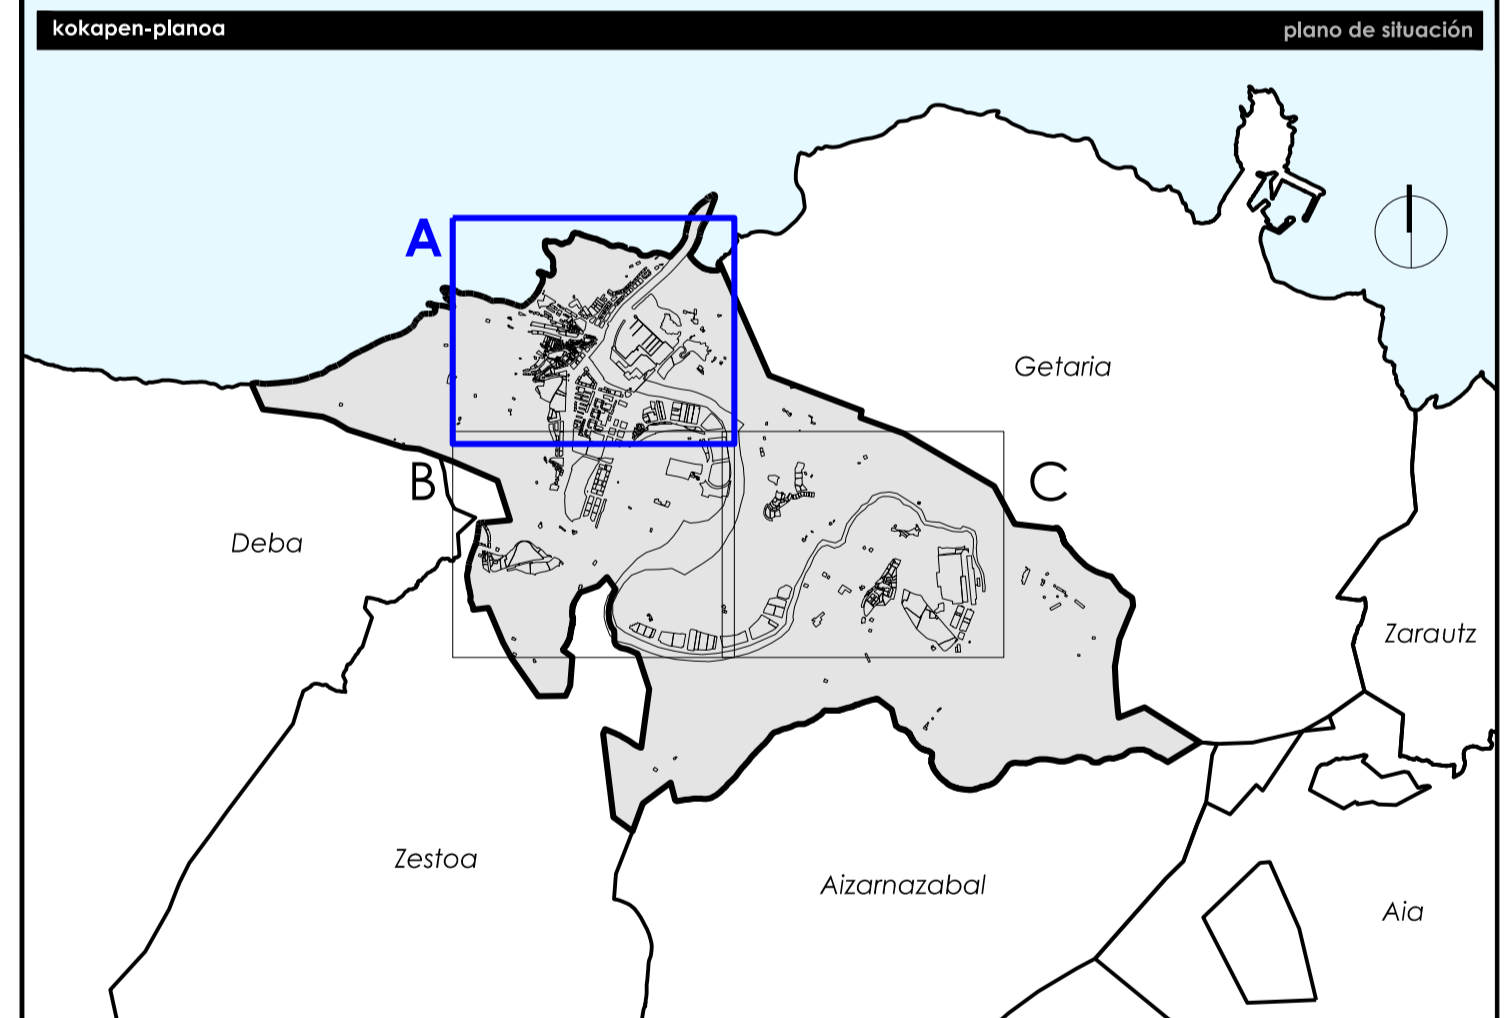 kokapen-planoa
plano de situación
A
Getaria
B
C
Deba
Zarautz
Zestoa
Aizarnazabal
Aia